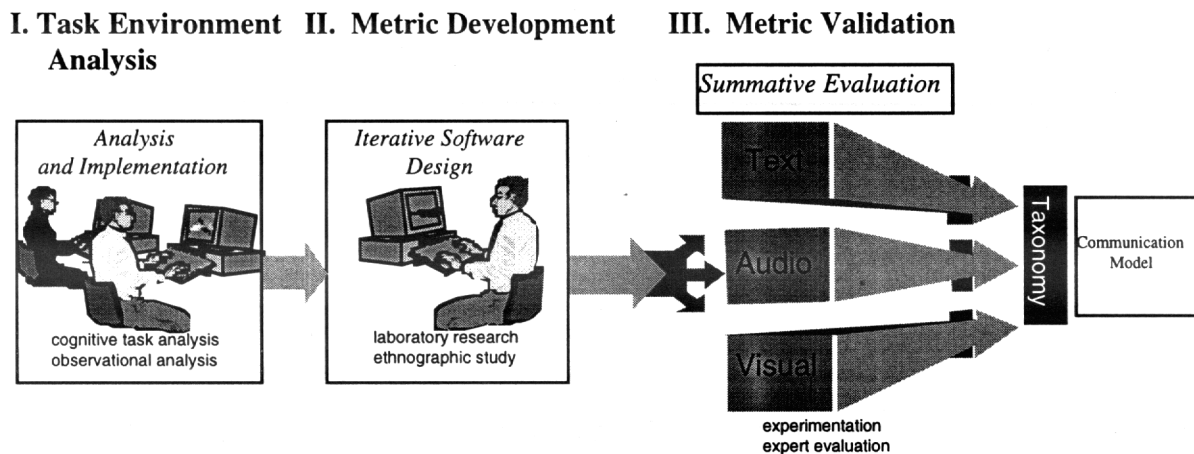 I. Task Environment
Analysis
II. Metric Development
III. Metric Validation
Summative Evaluation
Analysis
and Implementation
Iterative Software
Design
Text
Audio
Visual
Taxonomy
Communication
Model
cognitive task analysis
observational analysis
laboratory research
ethnographic study
experimentation
expert evaluation